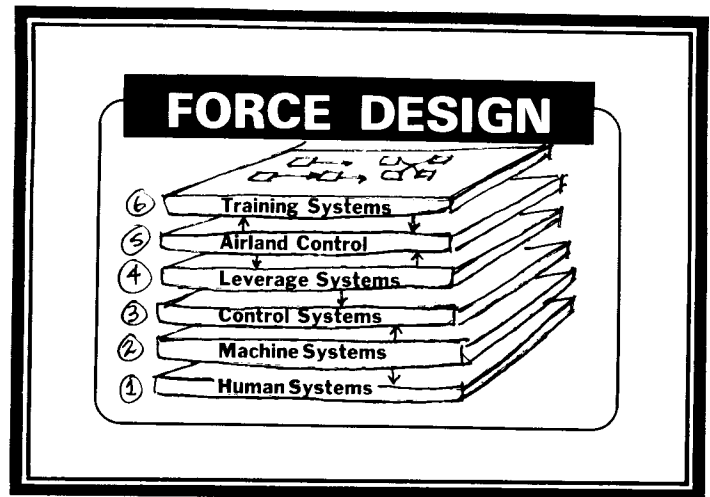 FORCE DESIGN
⑥ Training Systems
⑤ Airland Control
④ Leverage Systems
③ Control Systems
② Machine Systems
① Human Systems